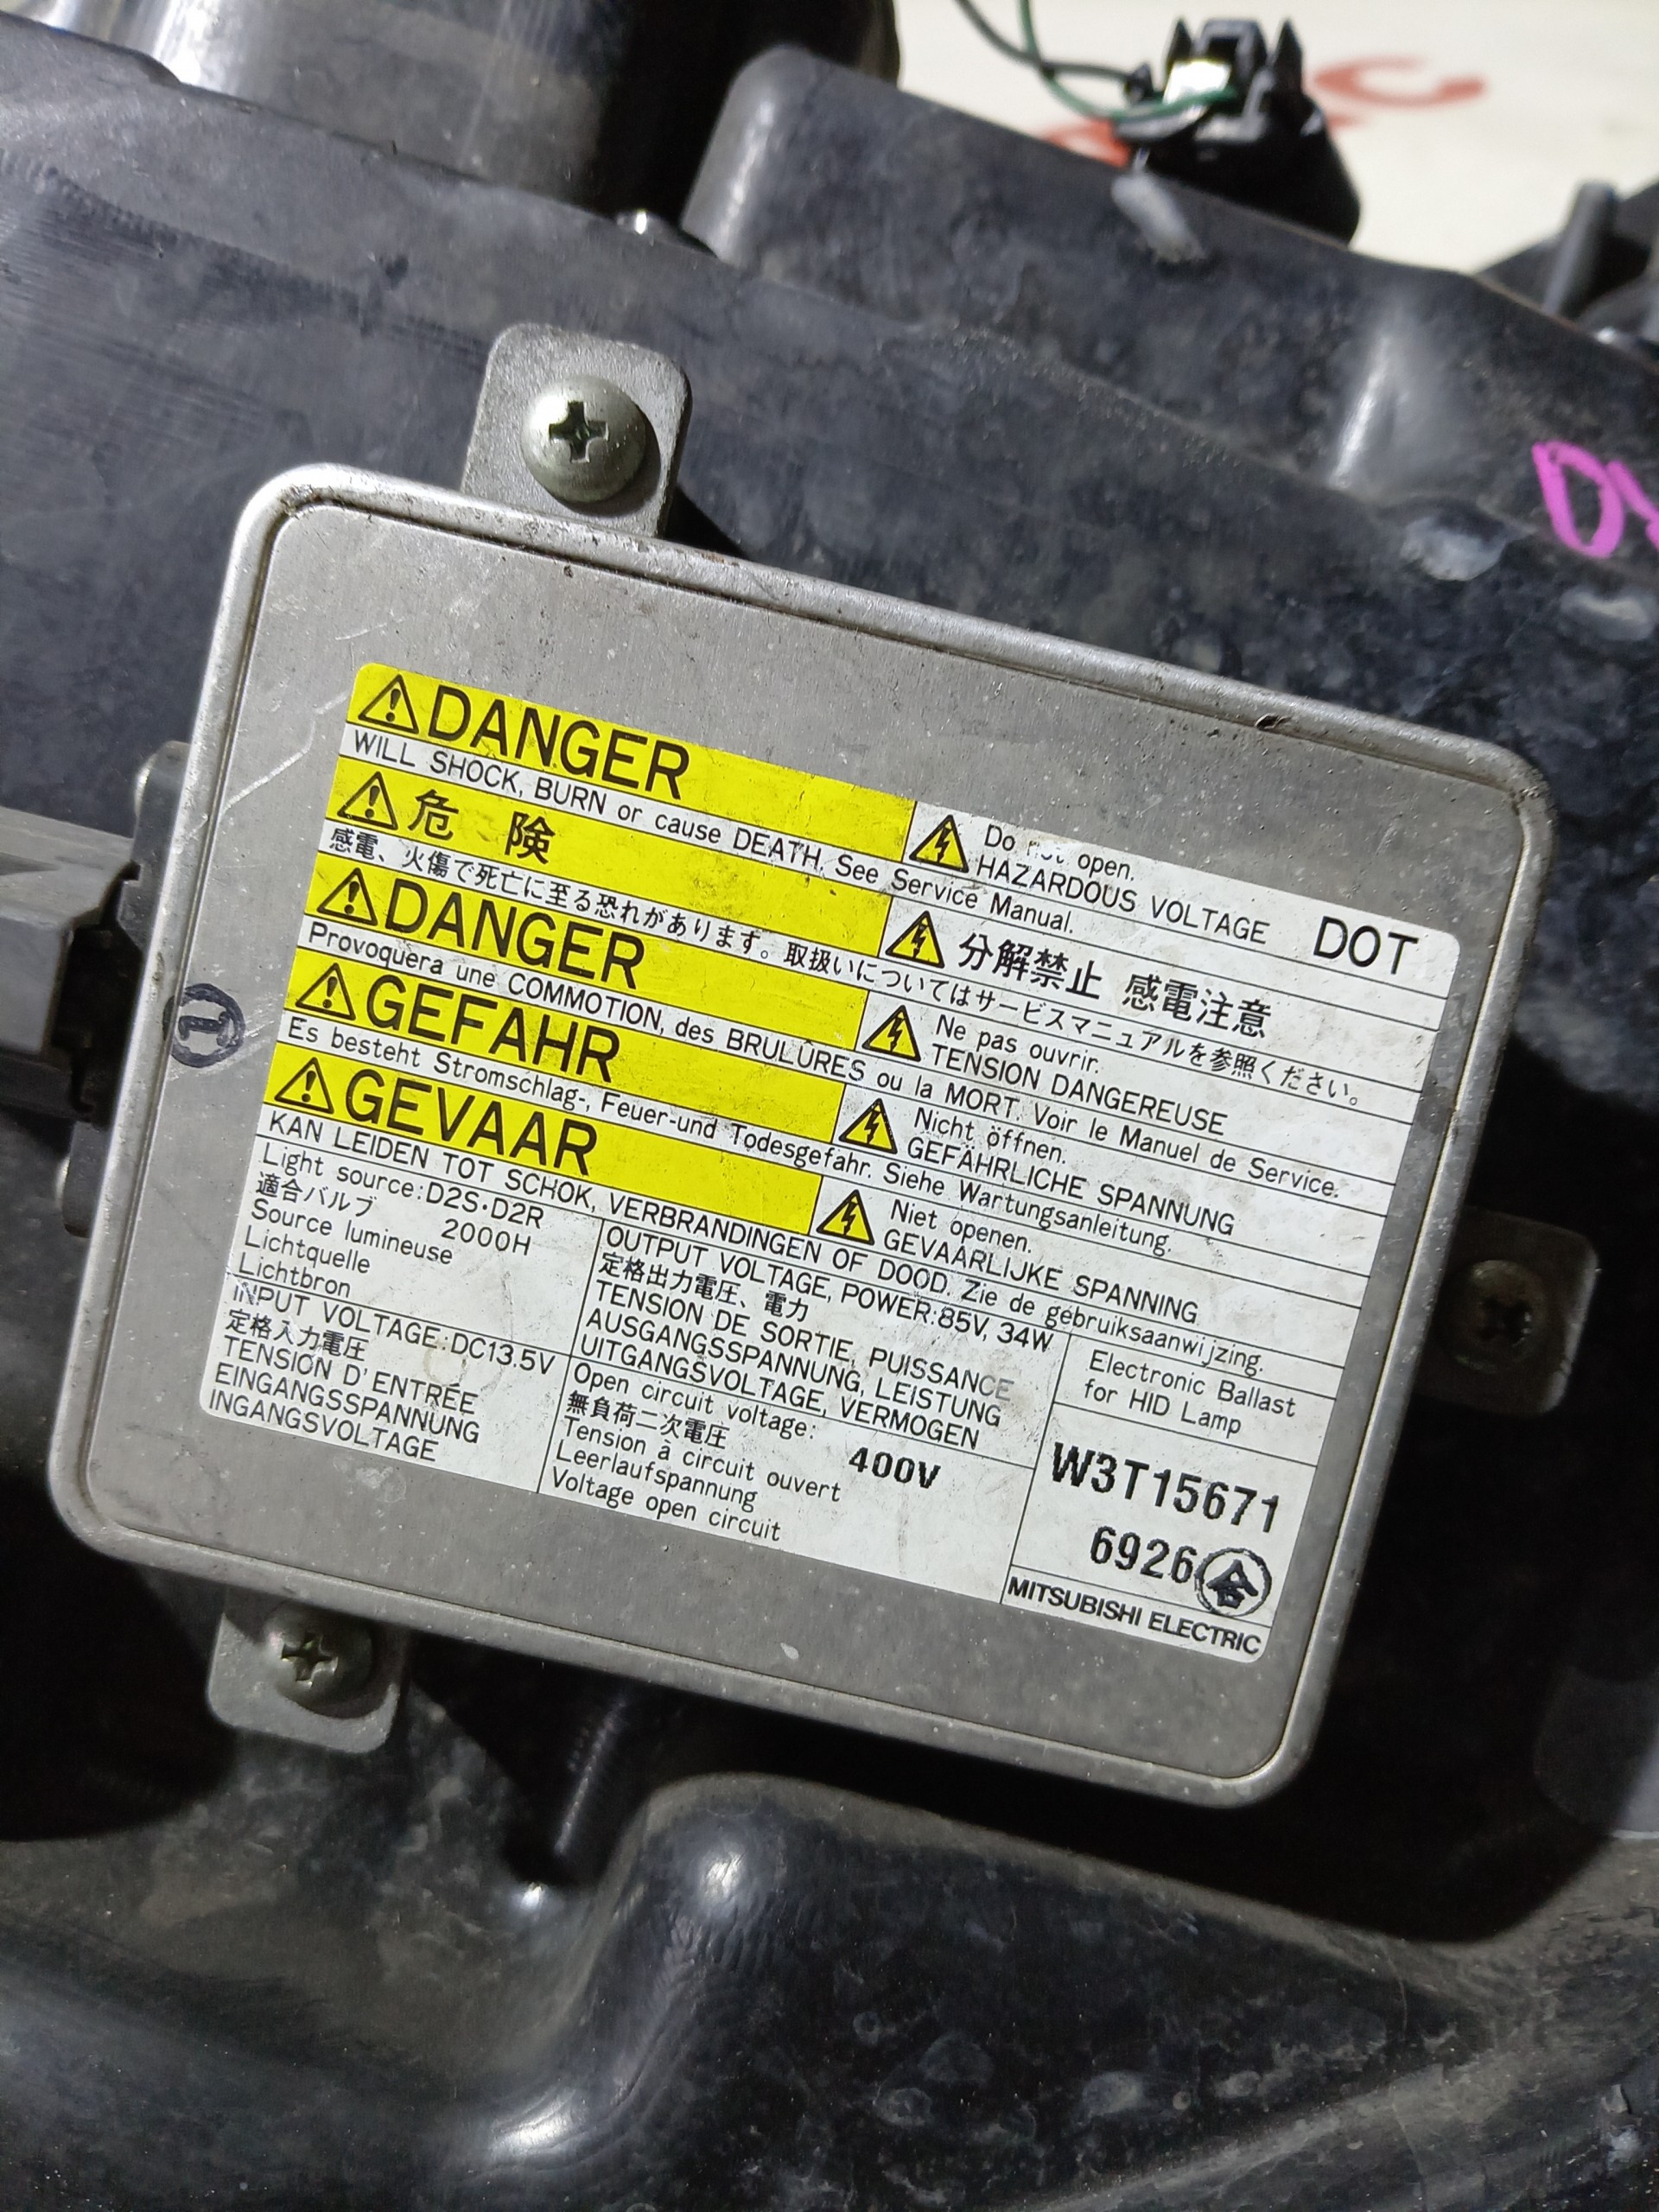 DANGER
Do not open.
HAZARDOUS VOLTAGE
DOT
WILL SHOCK, BURN or cause DEATH. See Service Manual.
危険
分解禁止 感電注意
感電、火傷で死亡に至る恐れがあります。取扱いについてはサービスマニュアルを参照ください。
DANGER
Ne pas ouvrir.
TENSION DANGEREUSE
Provoquera une COMMOTION, des BRULÛRES ou la MORT. Voir le Manuel de Service.
GEFAHR
Nicht öffnen.
GEFÄHRLICHE SPANNUNG
Es besteht Stromschlag-, Feuer-und Todesgefahr. Siehe Wartungsanleitung.
GEVAAR
Niet openen.
GEVAARLIJKE SPANNING
KAN LEIDEN TOT SCHOK, VERBRANDINGEN OF DOOD. Zie de gebruiksaanwijzing.
Light source:D2S·D2R
適合バルブ 2000H
Source lumineuse
Lichtquelle
Lichtbron
INPUT VOLTAGE:DC13.5V
定格入力電圧
TENSION D'ENTRÉE
EINGANGSSPANNUNG
INGANGSVOLTAGE
OUTPUT VOLTAGE, POWER:85V, 34W
定格出力電圧、電力
TENSION DE SORTIE, PUISSANCE
AUSGANGSSPANNUNG, LEISTUNG
UITGANGSVOLTAGE, VERMOGEN
Open circuit voltage:
無負荷二次電圧 400V
Tension à circuit ouvert
Leerlaufspannung
Voltage open circuit
Electronic Ballast
for HID Lamp
W3T15671
6926 合
MITSUBISHI ELECTRIC
1